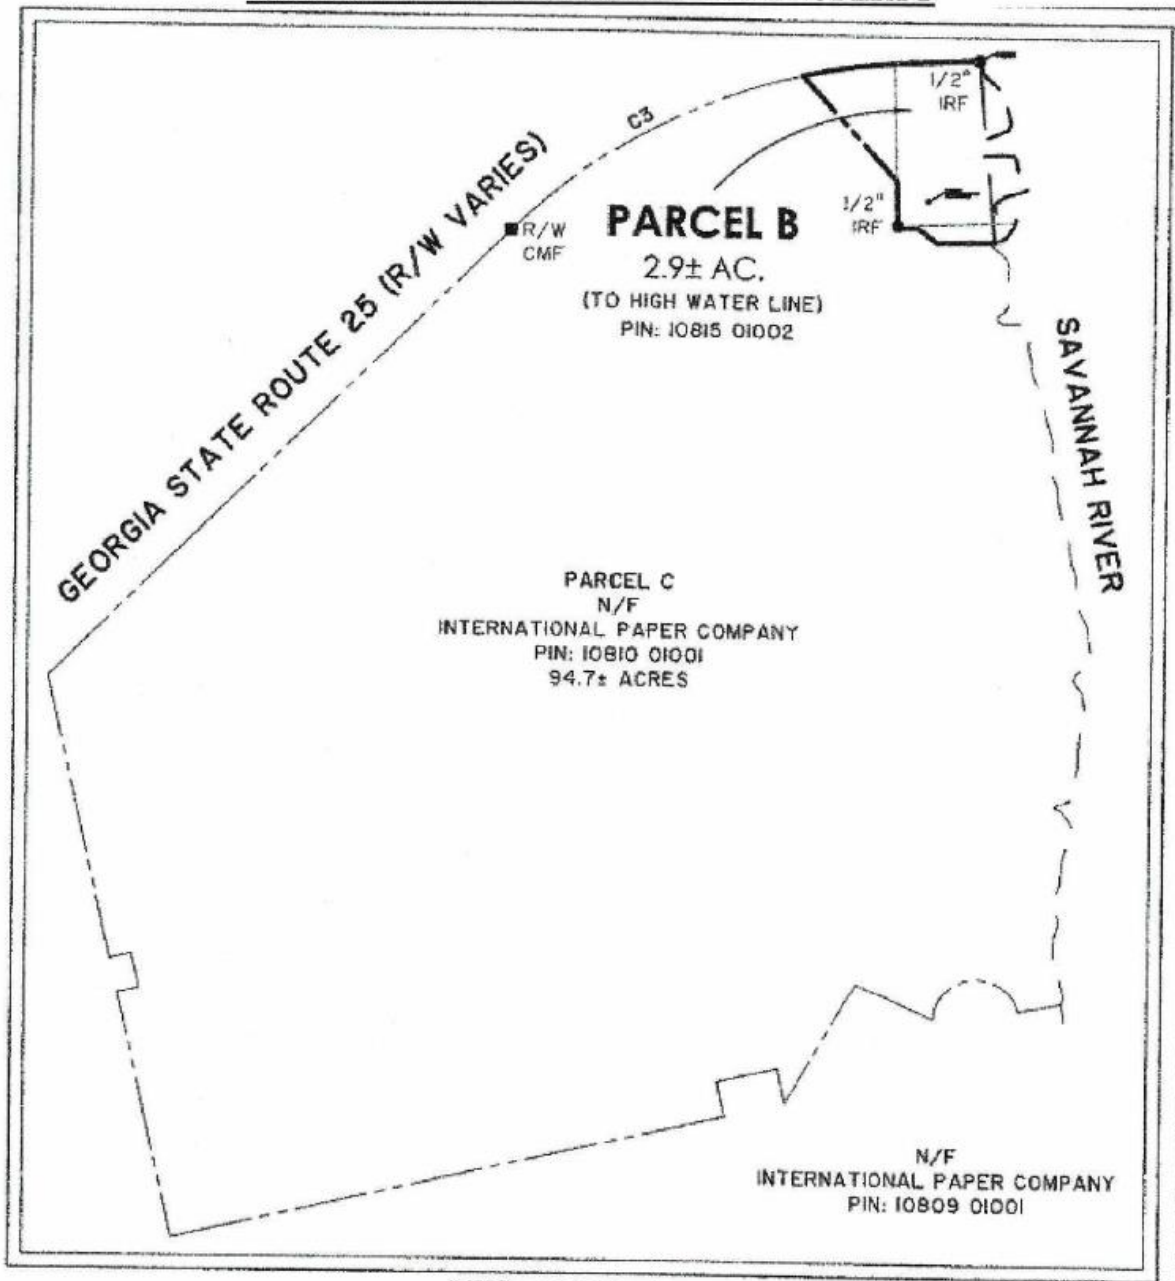 1/2"
IRF
C3
GEORGIA STATE ROUTE 25 (R/W VARIES)
R/W
CMF
PARCEL B
2.9± AC.
(TO HIGH WATER LINE)
PIN: 10815 01002
1/2"
IRF
SAVANNAH RIVER
PARCEL C
N/F
INTERNATIONAL PAPER COMPANY
PIN: 10810 01001
94.7± ACRES
N/F
INTERNATIONAL PAPER COMPANY
PIN: 10809 01001